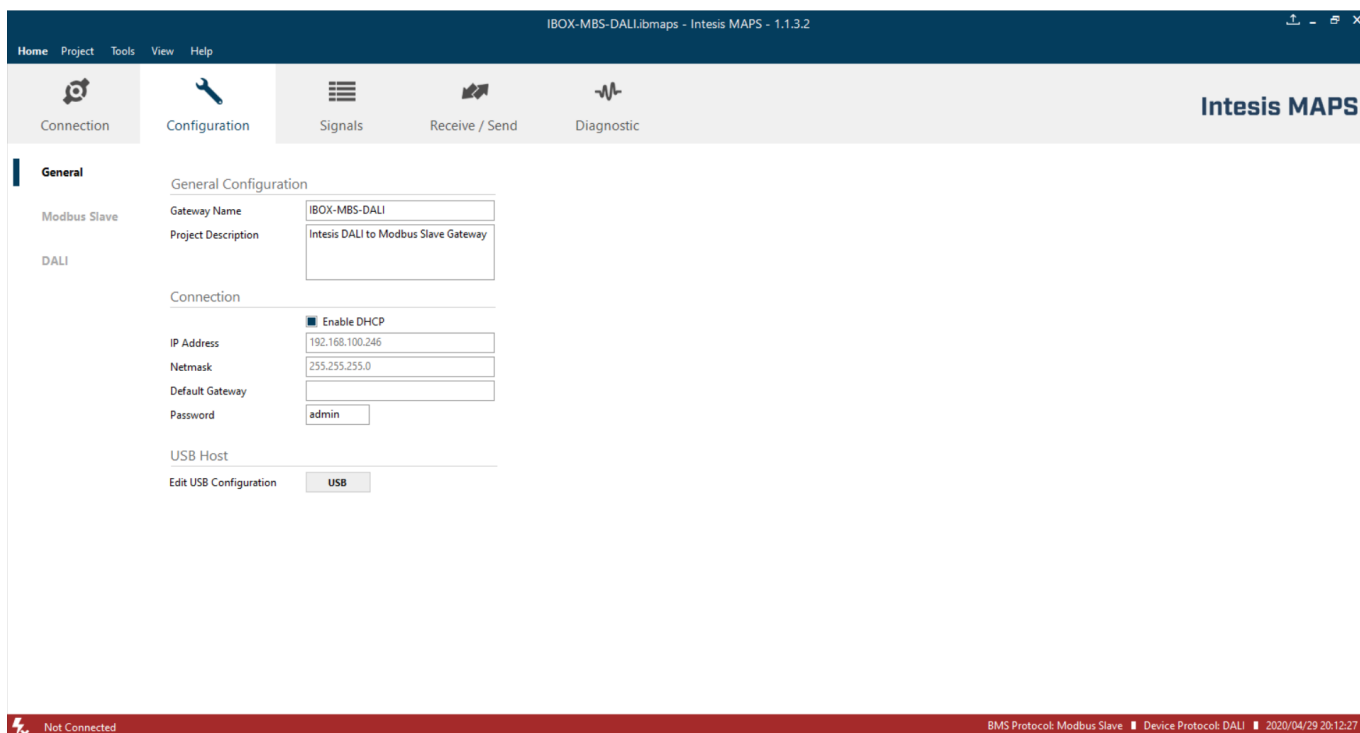 IBOX-MBS-DALI.ibmaps - Intesis MAPS - 1.1.3.2
Home Project Tools View Help
Connection Configuration Signals Receive / Send Diagnostic
Intesis MAPS
General
Modbus Slave
DALI
General Configuration
Gateway Name IBOX-MBS-DALI
Project Description Intesis DALI to Modbus Slave Gateway
Connection
Enable DHCP
IP Address 192.168.100.246
Netmask 255.255.255.0
Default Gateway
Password admin
USB Host
Edit USB Configuration USB
Not Connected BMS Protocol: Modbus Slave Device Protocol: DALI 2020/04/29 20:12:27